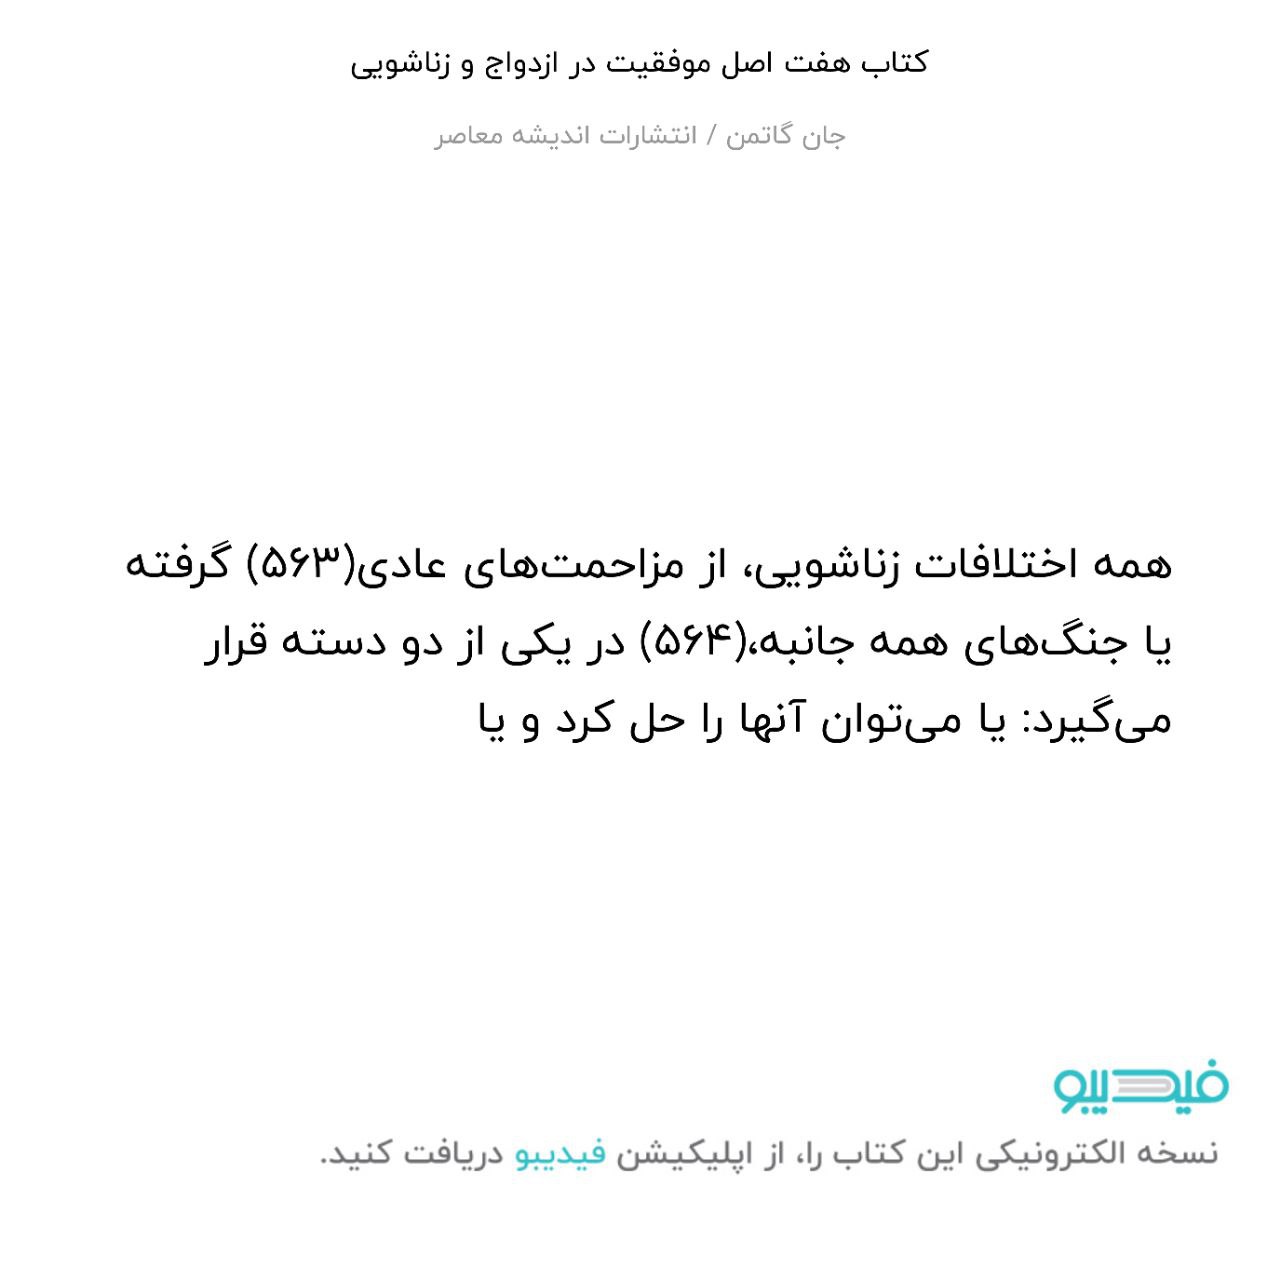 کتاب هفت اصل موفقیت در ازدواج و زناشویی
جان گاتمن / انتشارات اندیشه معاصر
همه اختلافات زناشویی، از مزاحمت‌های عادی(۵۶۳) گرفته
یا جنگ‌های همه جانبه،(۵۶۴) در یکی از دو دسته قرار
می‌گیرد: یا می‌توان آنها را حل کرد و یا
فیدیبو
نسخه الکترونیکی این کتاب را، از اپلیکیشن فیدیبو دریافت کنید.